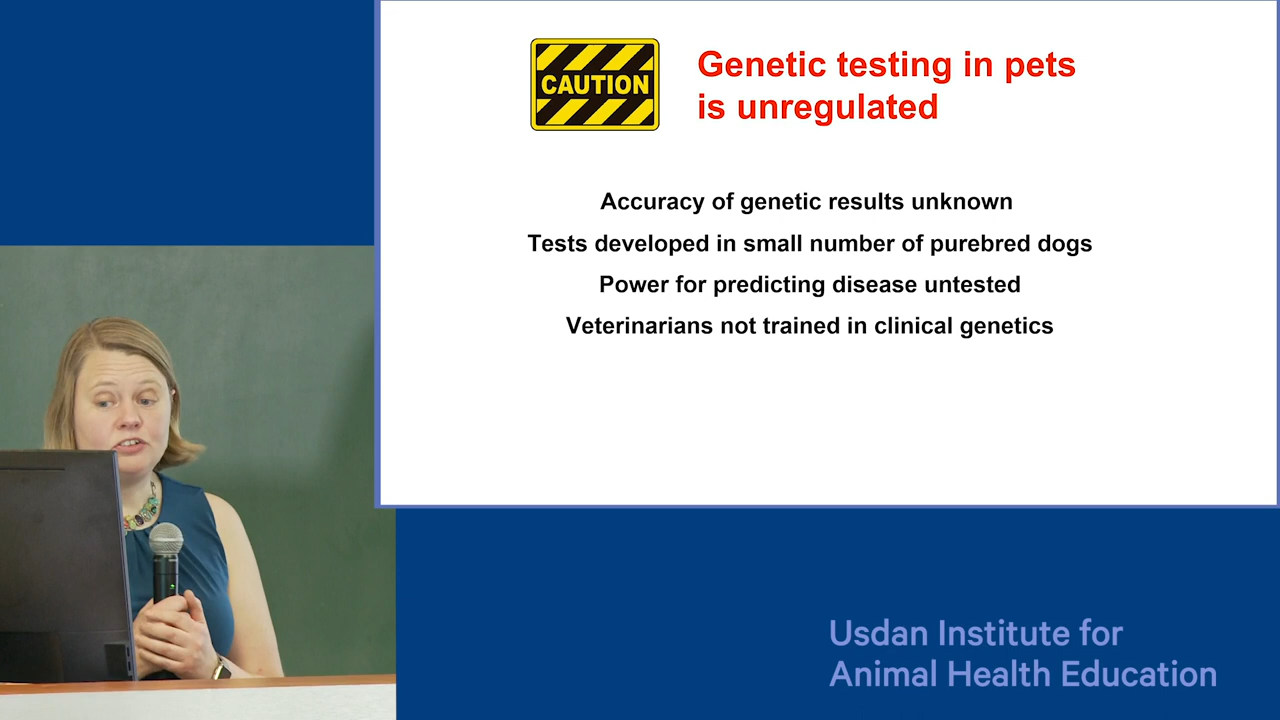 CAUTION
Genetic testing in pets
is unregulated
Accuracy of genetic results unknown
Tests developed in small number of purebred dogs
Power for predicting disease untested
Veterinarians not trained in clinical genetics
Usdan Institute for
Animal Health Education